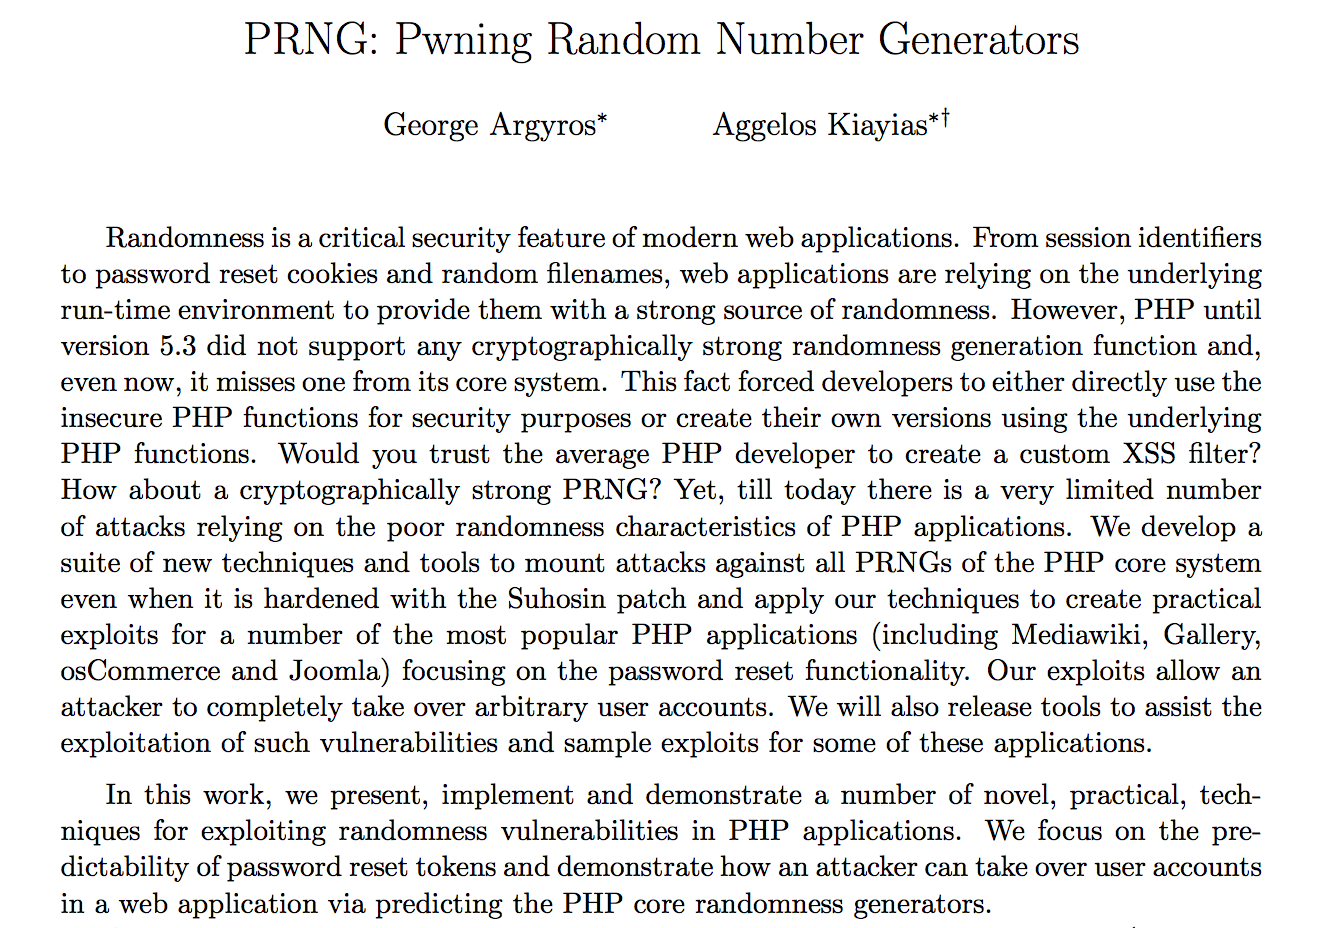 PRNG: Pwning Random Number Generators
George Argyros* Aggelos Kiayias*†
Randomness is a critical security feature of modern web applications. From session identifiers
to password reset cookies and random filenames, web applications are relying on the underlying
run-time environment to provide them with a strong source of randomness. However, PHP until
version 5.3 did not support any cryptographically strong randomness generation function and,
even now, it misses one from its core system. This fact forced developers to either directly use the
insecure PHP functions for security purposes or create their own versions using the underlying
PHP functions. Would you trust the average PHP developer to create a custom XSS filter?
How about a cryptographically strong PRNG? Yet, till today there is a very limited number
of attacks relying on the poor randomness characteristics of PHP applications. We develop a
suite of new techniques and tools to mount attacks against all PRNGs of the PHP core system
even when it is hardened with the Suhosin patch and apply our techniques to create practical
exploits for a number of the most popular PHP applications (including Mediawiki, Gallery,
osCommerce and Joomla) focusing on the password reset functionality. Our exploits allow an
attacker to completely take over arbitrary user accounts. We will also release tools to assist the
exploitation of such vulnerabilities and sample exploits for some of these applications.
In this work, we present, implement and demonstrate a number of novel, practical, tech-
niques for exploiting randomness vulnerabilities in PHP applications. We focus on the pre-
dictability of password reset tokens and demonstrate how an attacker can take over user accounts
in a web application via predicting the PHP core randomness generators.